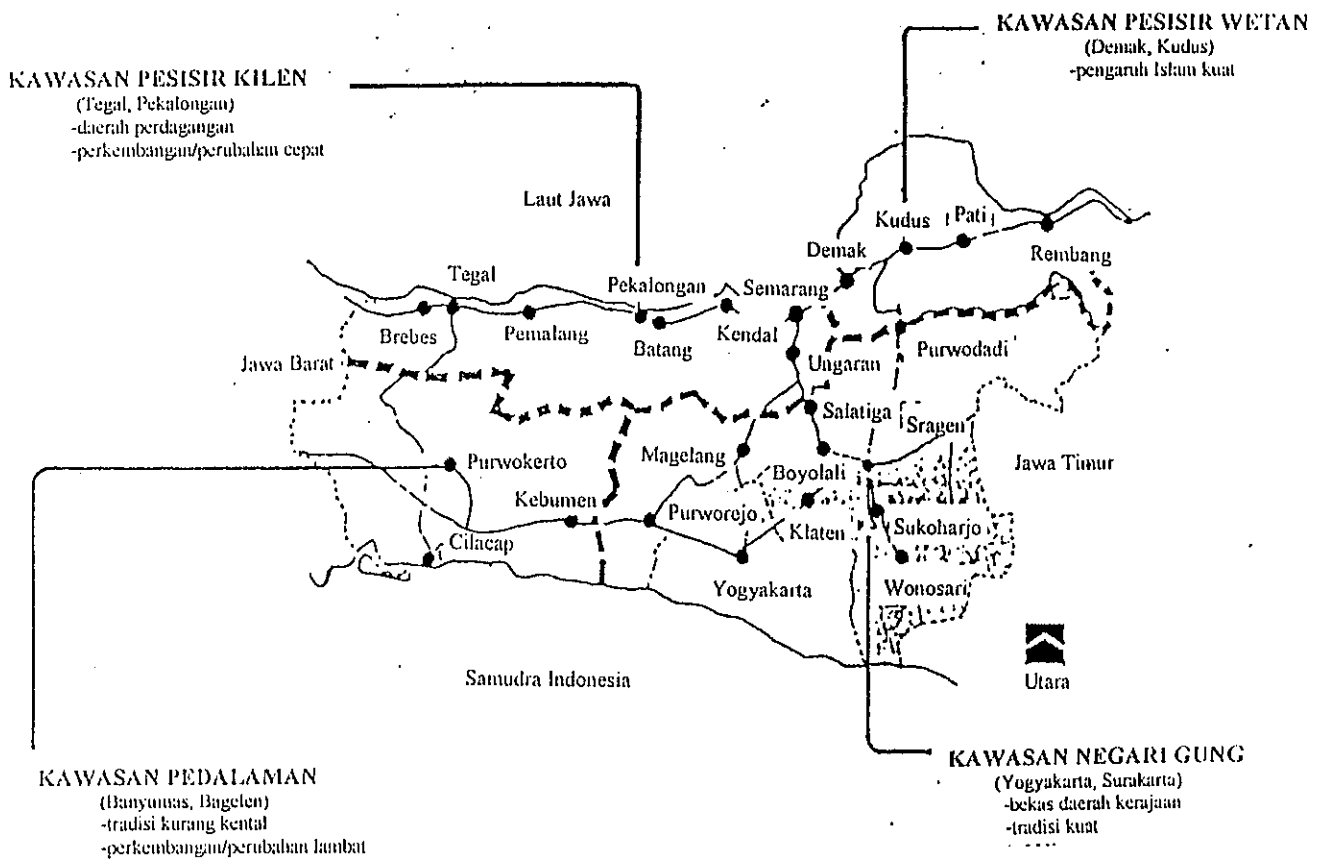 KAWASAN PESISIR WETAN
(Demak, Kudus)
-pengaruh Islam kuat
KAWASAN PESISIR KILEN
(Tegal, Pekalongan)
-daerah perdagangan
-perkembangan/perubahan cepat
Laut Jawa
Kudus
Pati
Demak
Rembang
Tegal
Pekalongan
Semarang
Brebes
Pemalang
Batang
Kendal
Ungaran
Purwodadi
Jawa Barat
Salatiga
Sragen
Purwokerto
Magelang
Boyolali
Jawa Timur
Kebumen
Purworejo
Klaten
Sukoharjo
Cilacap
Yogyakarta
Wonosari
Samudra Indonesia
Utara
KAWASAN PEDALAMAN
(Banyumas, Bagelen)
-tradisi kurang kental
-perkembangan/perubahan lambat
KAWASAN NEGARI GUNG
(Yogyakarta, Surakarta)
-bekas daerah kerajaan
-tradisi kuat